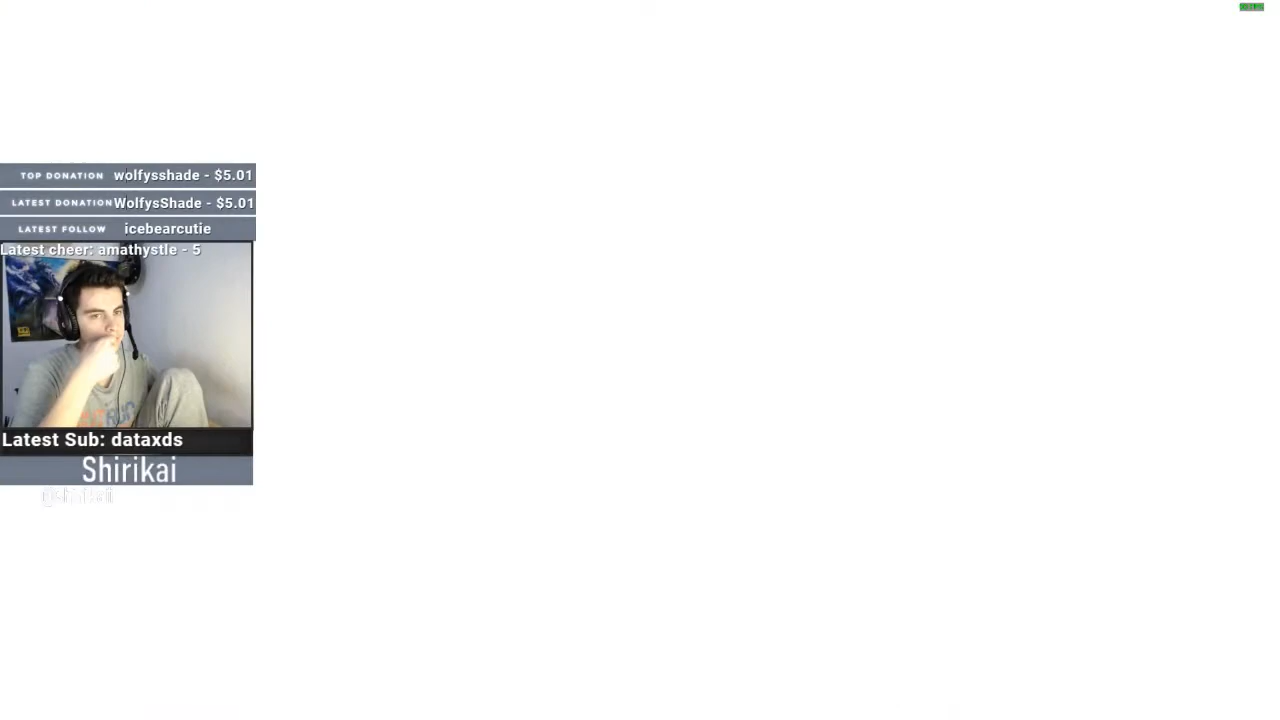 TOP DONATION wolfysshade - $5.01
LATEST DONATION WolfysShade - $5.01
LATEST FOLLOW icebearcutie
Latest cheer: amathystle - 5
Latest Sub: dataxds
Shirikai